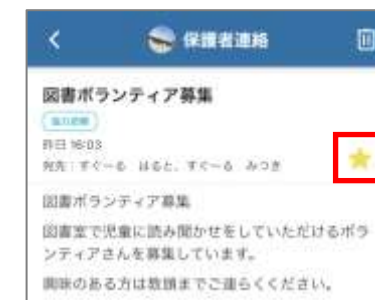 保護者連絡
図書ボランティア募集
昨日 16:03
宛先：すぐーる はると、すぐーる みつき
図書ボランティア募集
図書室で児童に読み聞かせをしていただけるボラ
ンティアさんを募集しています。
興味のある方は教頭までご連らくください。